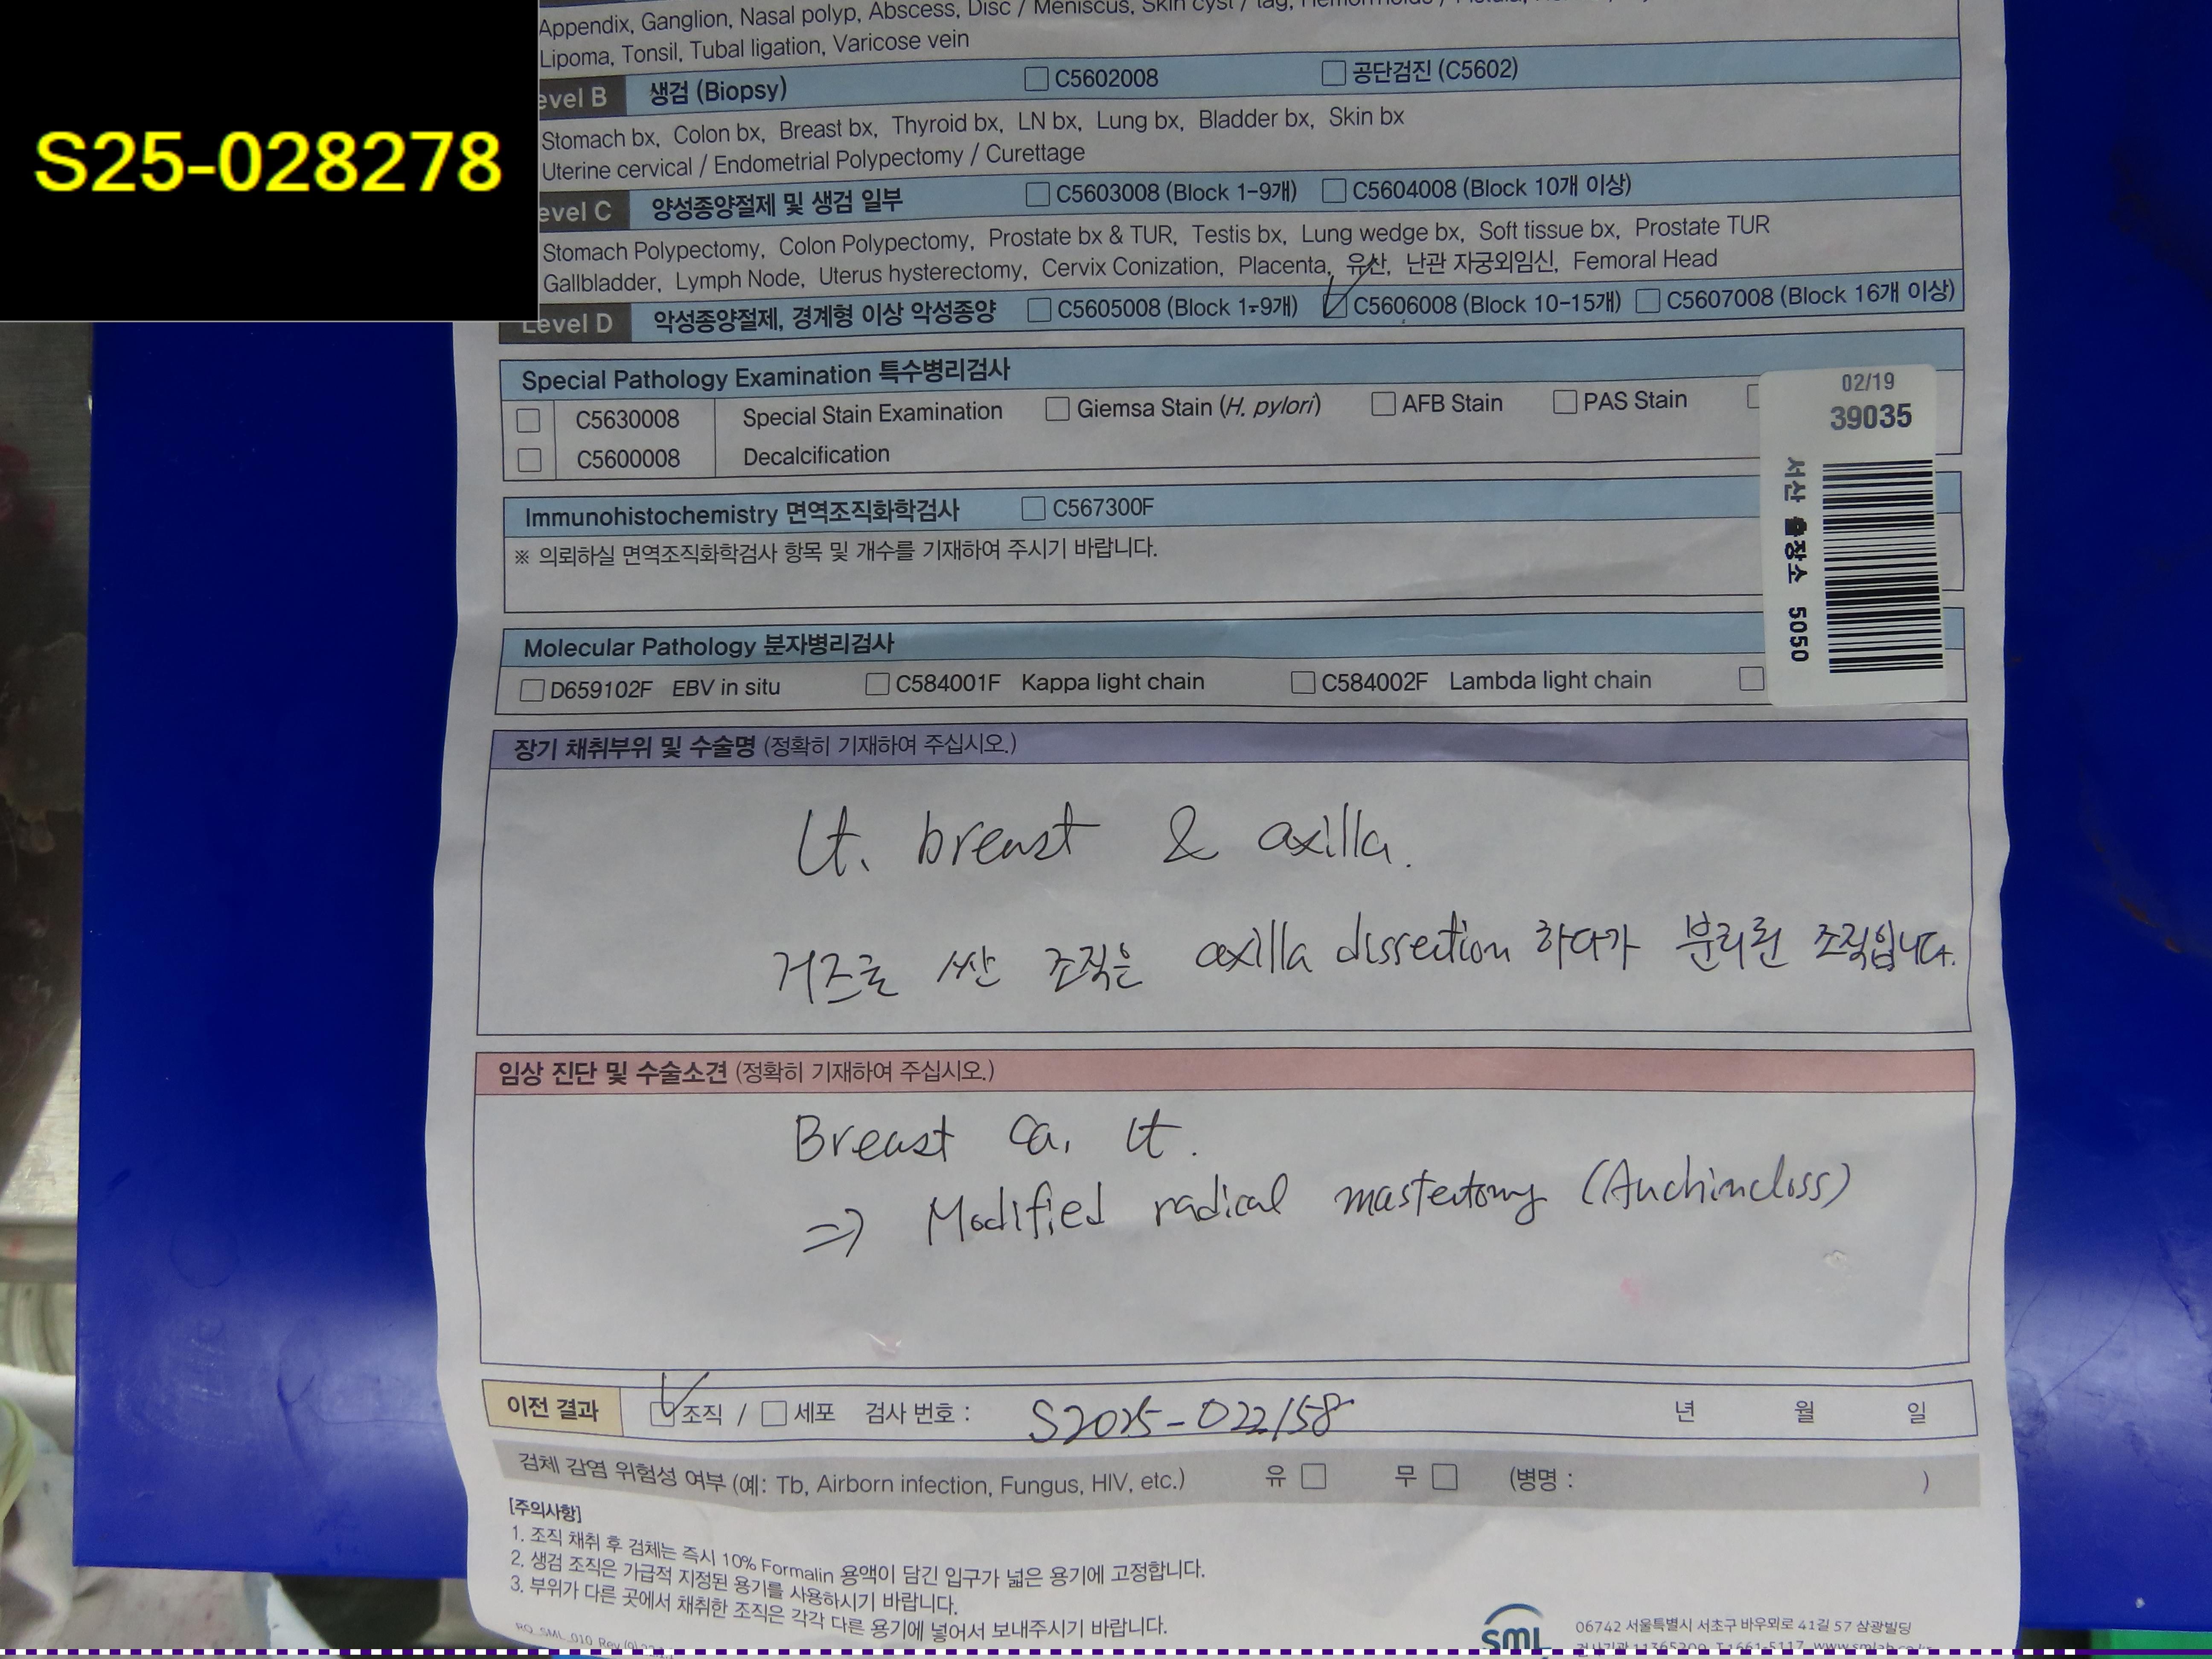 S25-028278
Appendix, Ganglion, Nasal polyp, Abscess, Disc / Meniscus, Skin cyst / tag,
Lipoma, Tonsil, Tubal ligation, Varicose vein
evel B 생검 (Biopsy) C5602008 공단검진 (C5602)
Stomach bx, Colon bx, Breast bx, Thyroid bx, LN bx, Lung bx, Bladder bx, Skin bx
Uterine cervical / Endometrial Polypectomy / Curettage
evel C 양성종양절제 및 생검 일부 C5603008 (Block 1-9개) C5604008 (Block 10개 이상)
Stomach Polypectomy, Colon Polypectomy, Prostate bx & TUR, Testis bx, Lung wedge bx, Soft tissue bx, Prostate TUR
Gallbladder, Lymph Node, Uterus hysterectomy, Cervix Conization, Placenta, 유산, 난관 자궁외임신, Femoral Head
Level D 악성종양절제, 경계형 이상 악성종양 C5605008 (Block 1-9개) C5606008 (Block 10-15개) C5607008 (Block 16개 이상)
Special Pathology Examination 특수병리검사
C5630008 Special Stain Examination Giemsa Stain (H. pylori) AFB Stain PAS Stain
C5600008 Decalcification
02/19
39035
서산 출장소 5050
Immunohistochemistry 면역조직화학검사 C567300F
※ 의뢰하실 면역조직화학검사 항목 및 개수를 기재하여 주시기 바랍니다.
Molecular Pathology 분자병리검사
D659102F EBV in situ C584001F Kappa light chain C584002F Lambda light chain
장기 채취부위 및 수술명 (정확히 기재하여 주십시오.)
Lt. breast & axilla.
거즈로 싼 조직은 axilla dissection 하다가 분리된 조직입니다.
임상 진단 및 수술소견 (정확히 기재하여 주십시오.)
Breast Ca, Lt.
⇒ Modified radical mastectomy (Auchincloss)
이전 결과 조직 / 세포 검사 번호 : S2025-022158 년 월 일
검체 감염 위험성 여부 (예: Tb, Airborn infection, Fungus, HIV, etc.) 유 무 (병명 : )
[주의사항]
1. 조직 채취 후 검체는 즉시 10% Formalin 용액이 담긴 입구가 넓은 용기에 고정합니다.
2. 생검 조직은 가급적 지정된 용기를 사용하시기 바랍니다.
3. 부위가 다른 곳에서 채취한 조직은 각각 다른 용기에 넣어서 보내주시기 바랍니다.
SML
06742 서울특별시 서초구 바우뫼로 41길 57 삼광빌딩